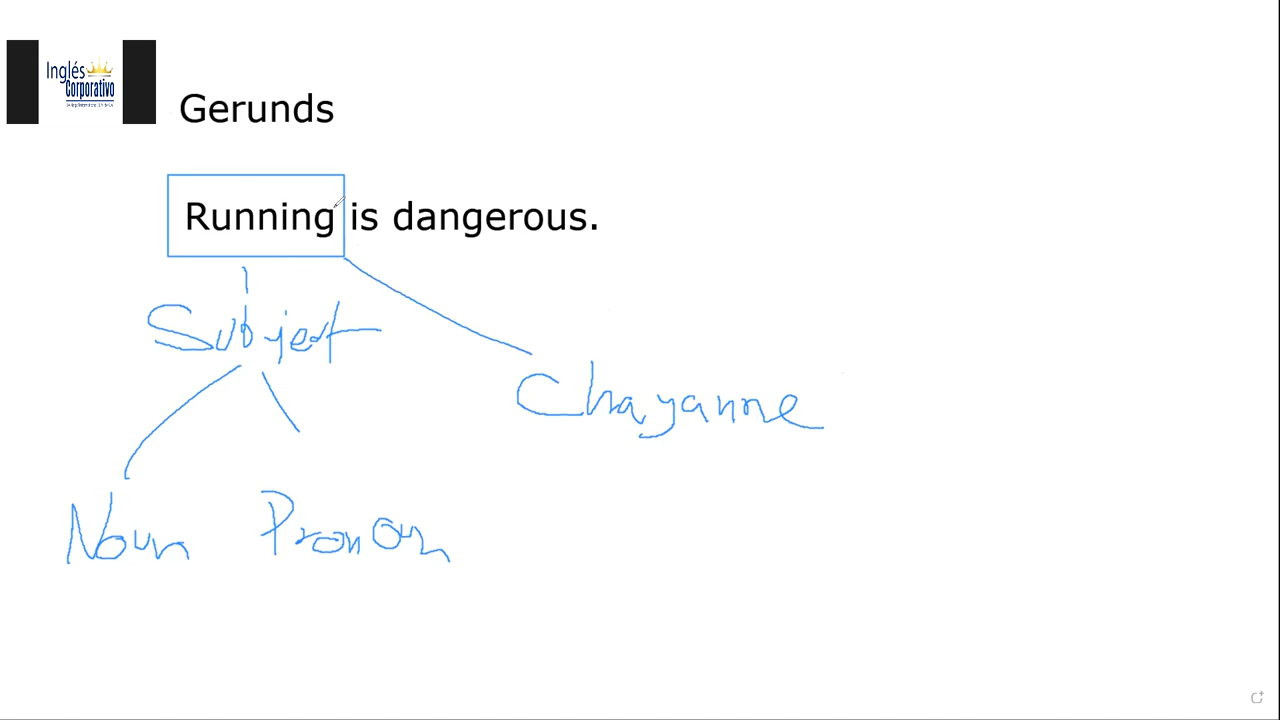 Inglés
Corporativo
Gerunds
Running is dangerous.
Subject
Chayanne
Noun Pronoun